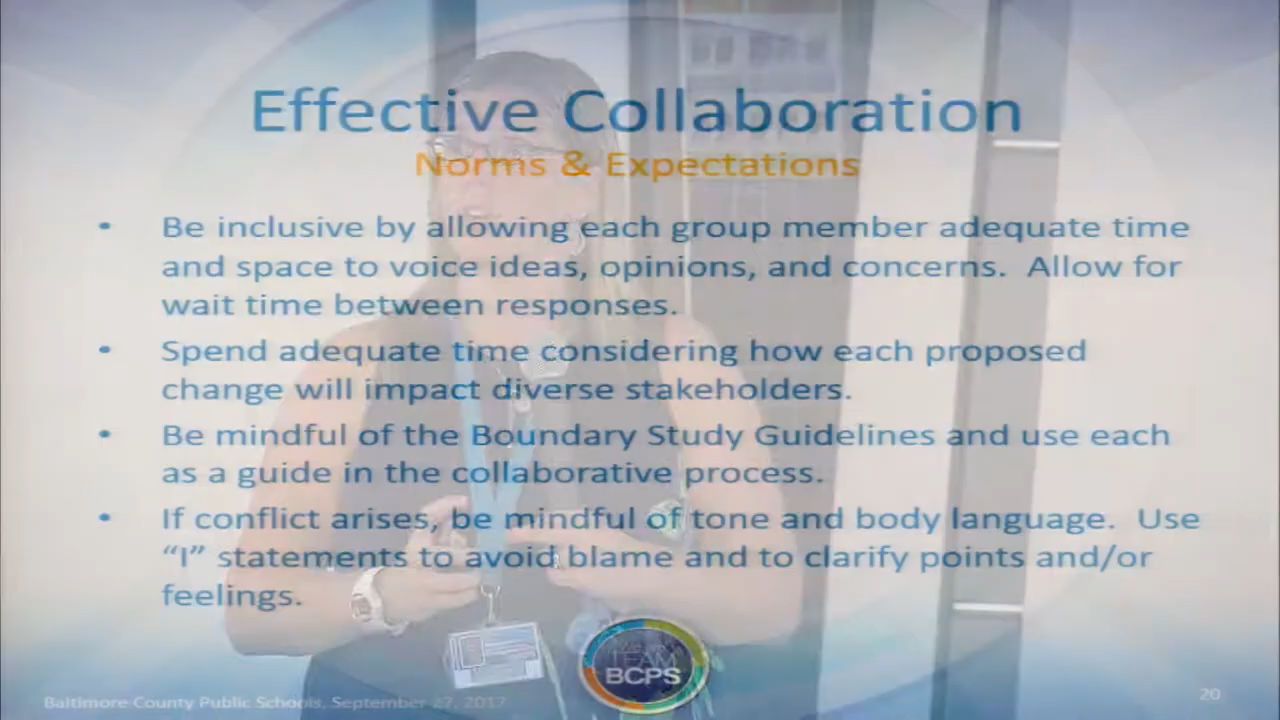 Effective Collaboration
Norms & Expectations
• Be inclusive by allowing each group member adequate time
and space to voice ideas, opinions, and concerns.  Allow for
wait time between responses.
• Spend adequate time considering how each proposed
change will impact diverse stakeholders.
• Be mindful of the Boundary Study Guidelines and use each
as a guide in the collaborative process.
• If conflict arises, be mindful of tone and body language.  Use
“I” statements to avoid blame and to clarify points and/or
feelings.
TEAM
BCPS
Baltimore County Public Schools, September 27, 2017
20